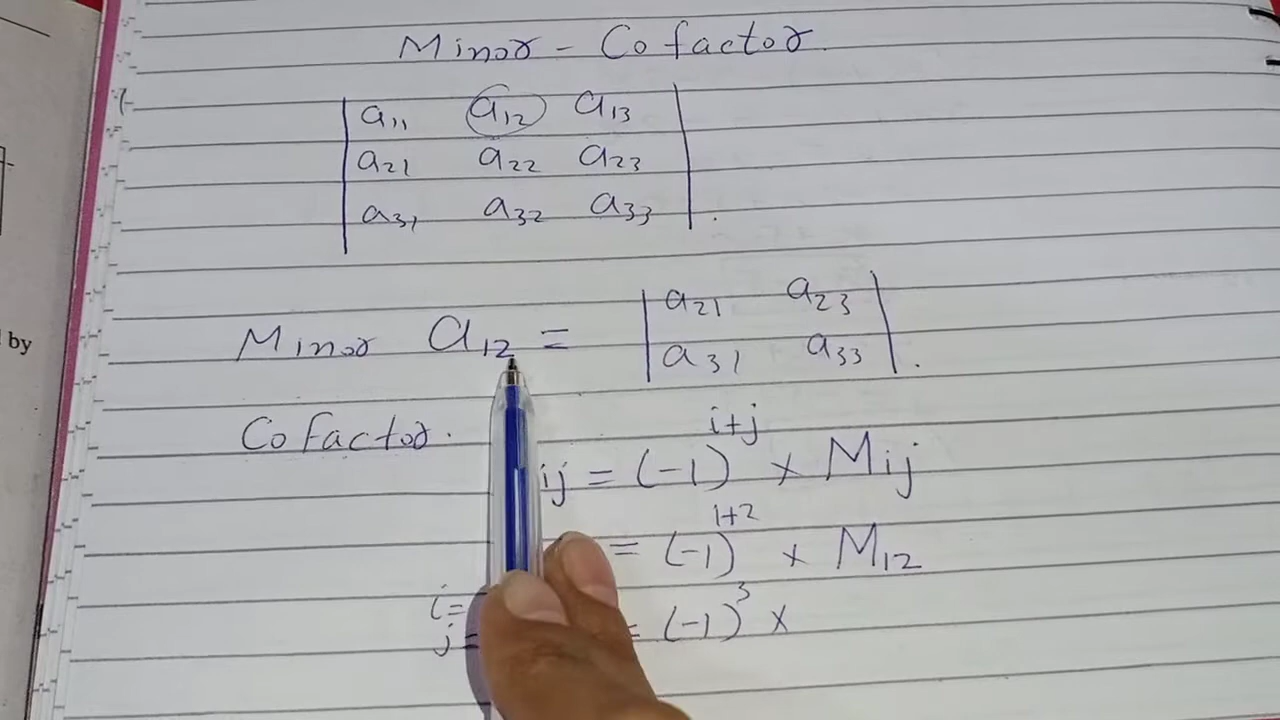 Minor - Cofactor.
a11 a12 a13
a21 a22 a23
a31 a32 a33 .
by
Minor a12 = | a21 a23 |
| a31 a33 | .
Cofactor.
ij = (-1)^i+j × Mij
= (-1)^1+2 × M12
i=
j= = (-1)^3 ×